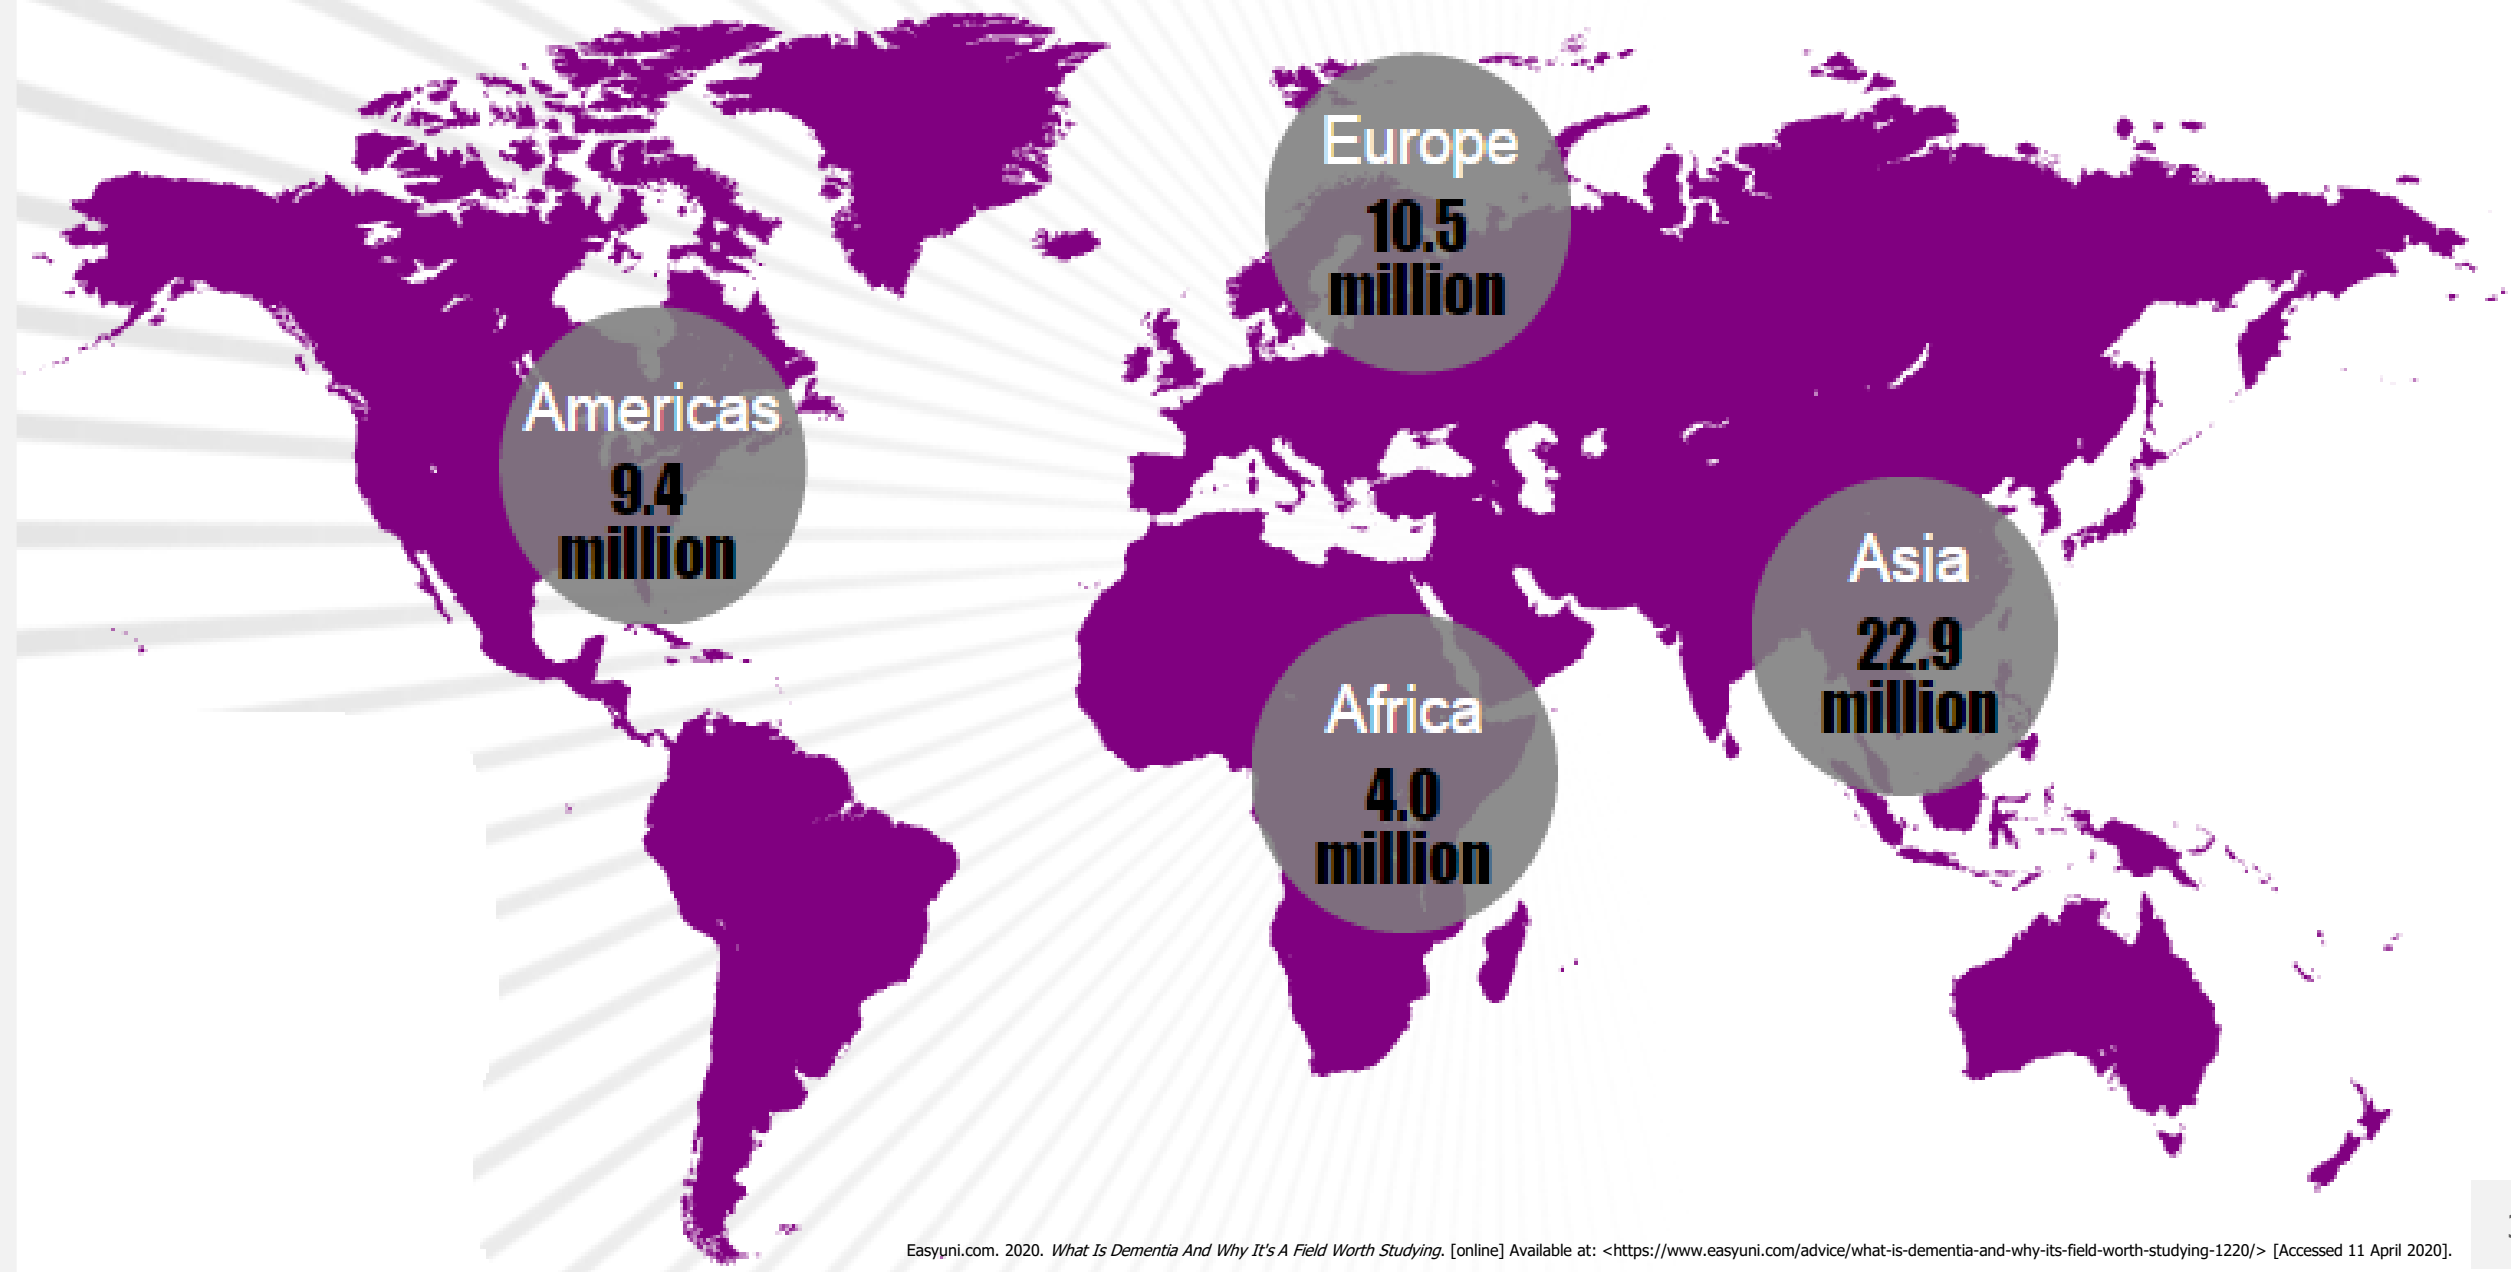 Europe
10.5
million
Americas
9.4
million
Asia
22.9
million
Africa
4.0
million
Easyuni.com. 2020. What Is Dementia And Why It's A Field Worth Studying. [online] Available at: <https://www.easyuni.com/advice/what-is-dementia-and-why-its-field-worth-studying-1220/> [Accessed 11 April 2020].